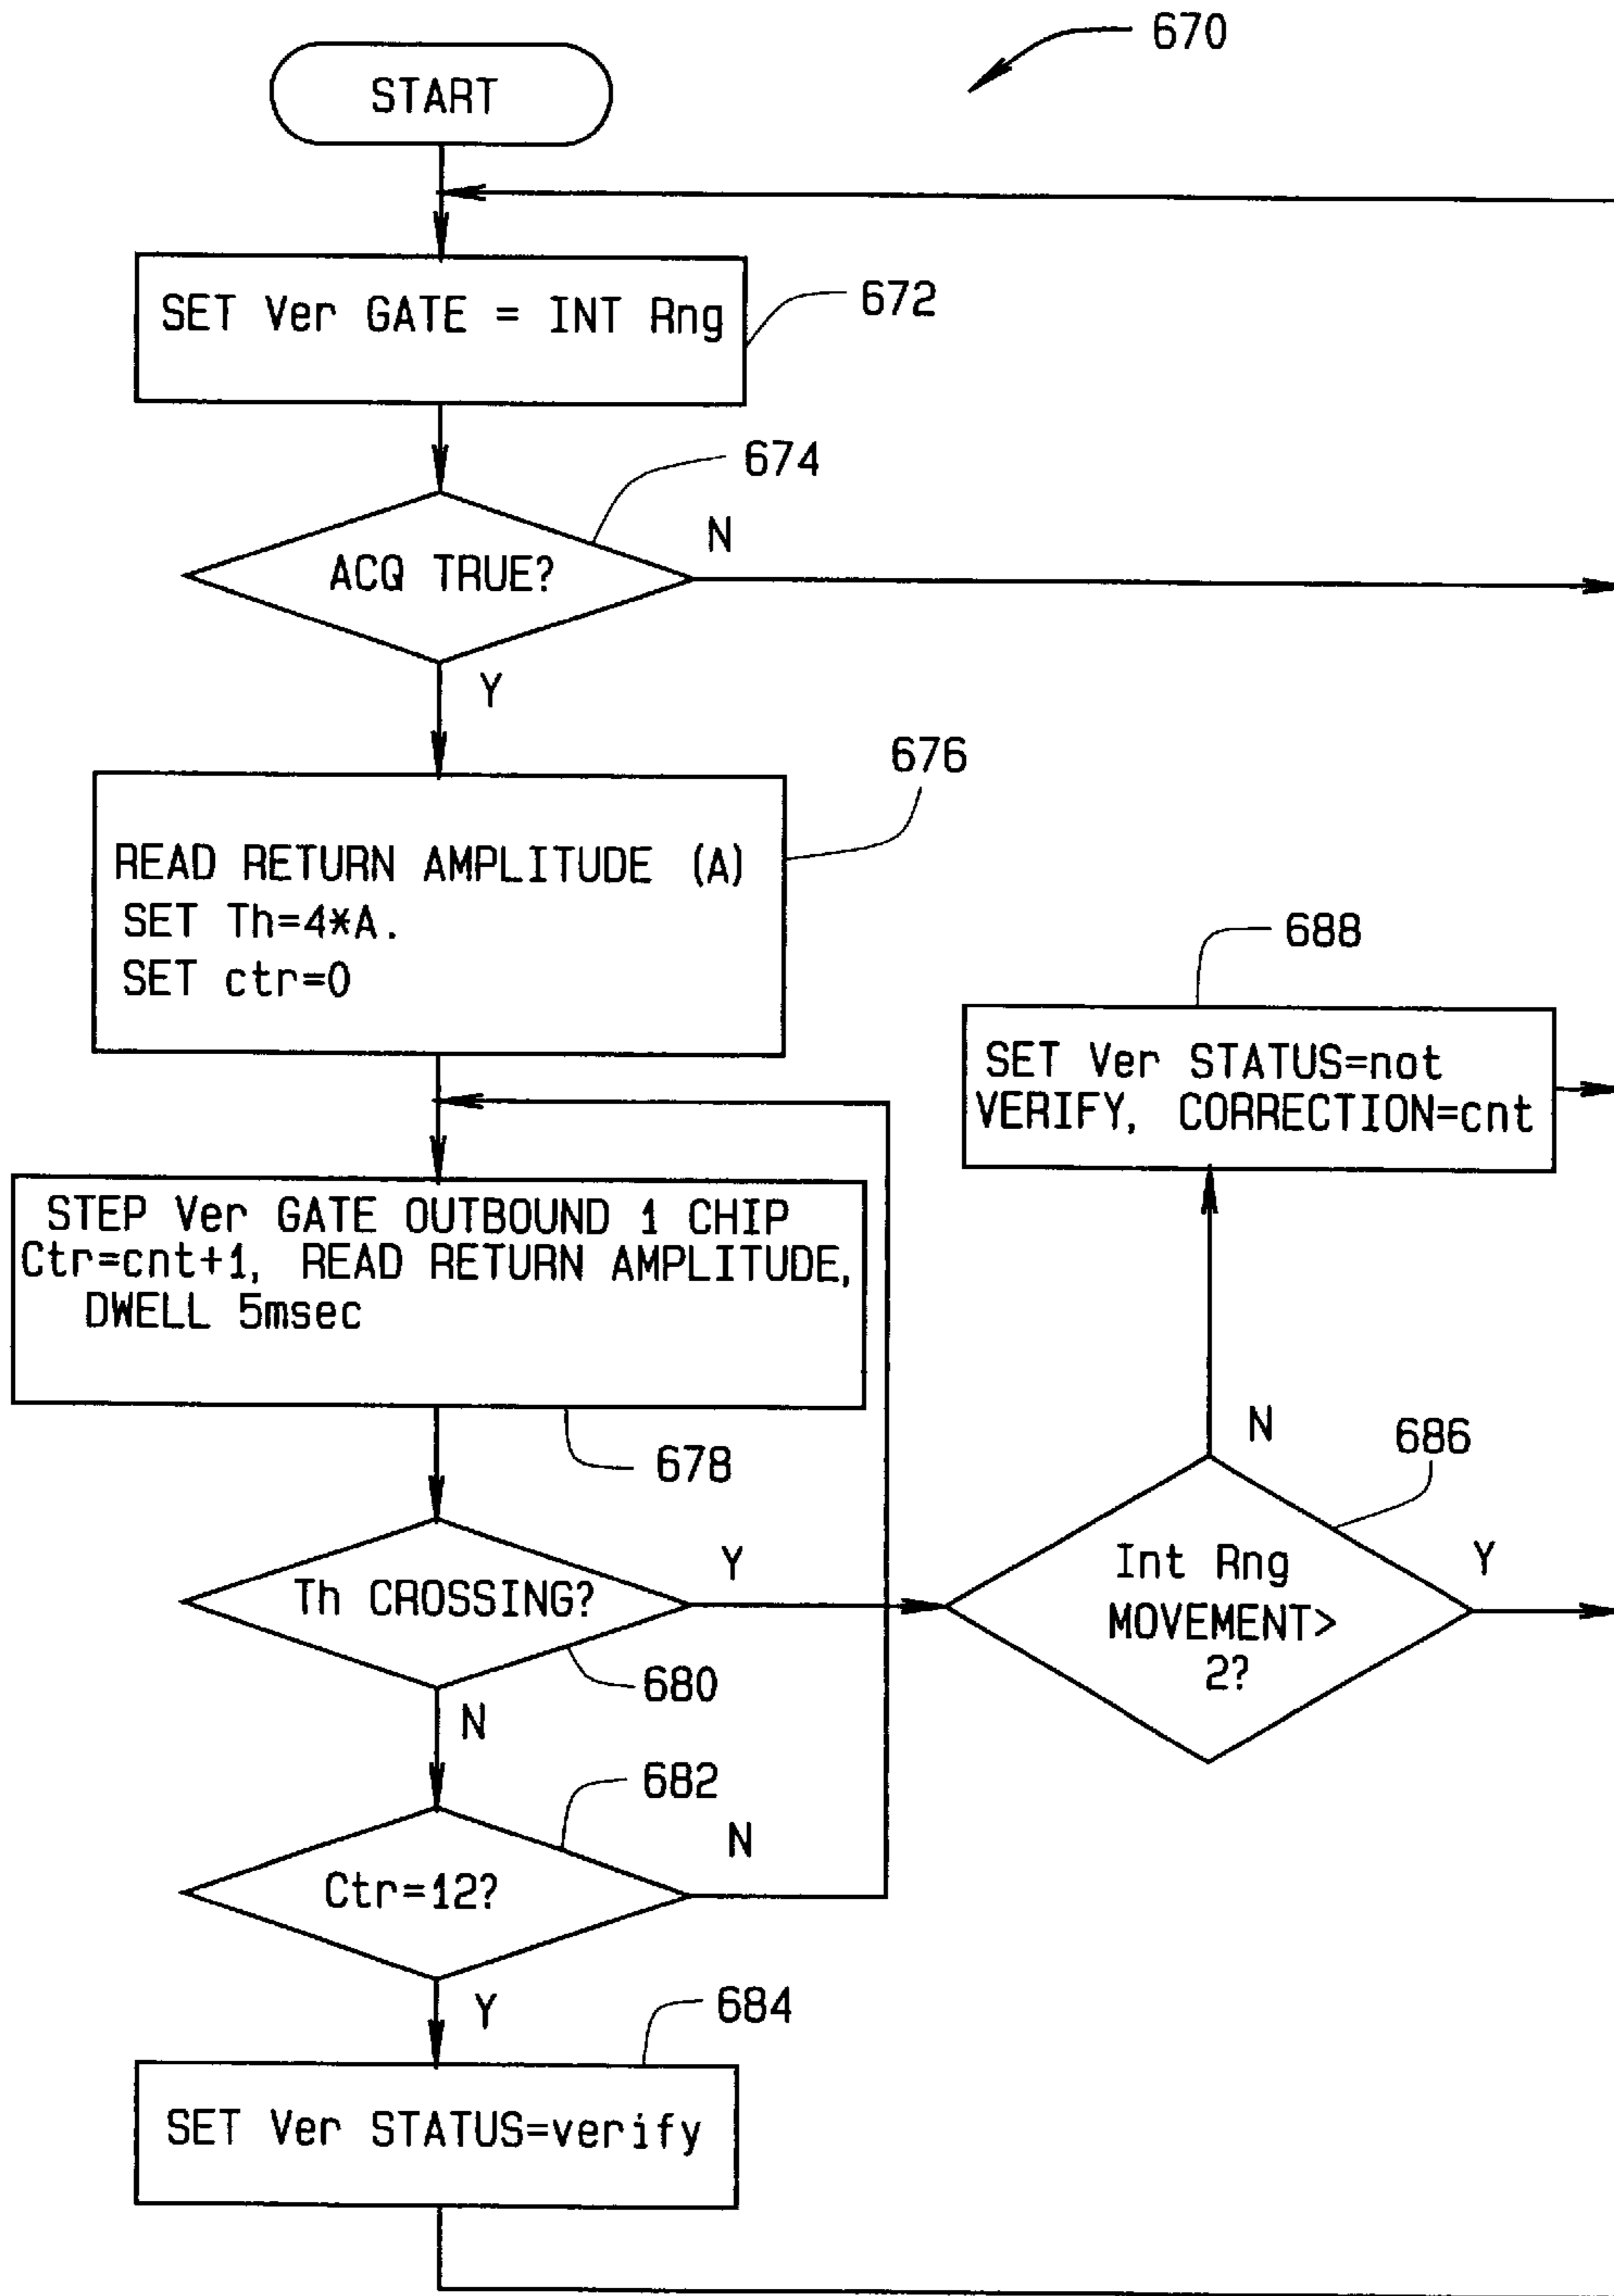 670
START
SET Ver GATE = INT Rng
672
674
N
ACQ TRUE?
Y
676
READ RETURN AMPLITUDE (A)
SET Th=4*A.
SET ctr=0
688
SET Ver STATUS=not
VERIFY, CORRECTION=cnt
STEP Ver GATE OUTBOUND 1 CHIP
Ctr=cnt+1, READ RETURN AMPLITUDE,
DWELL 5msec
678
N
686
Th CROSSING?
Y
680
N
Int Rng
MOVEMENT>
2?
Y
682
N
Ctr=12?
Y
684
SET Ver STATUS=verify